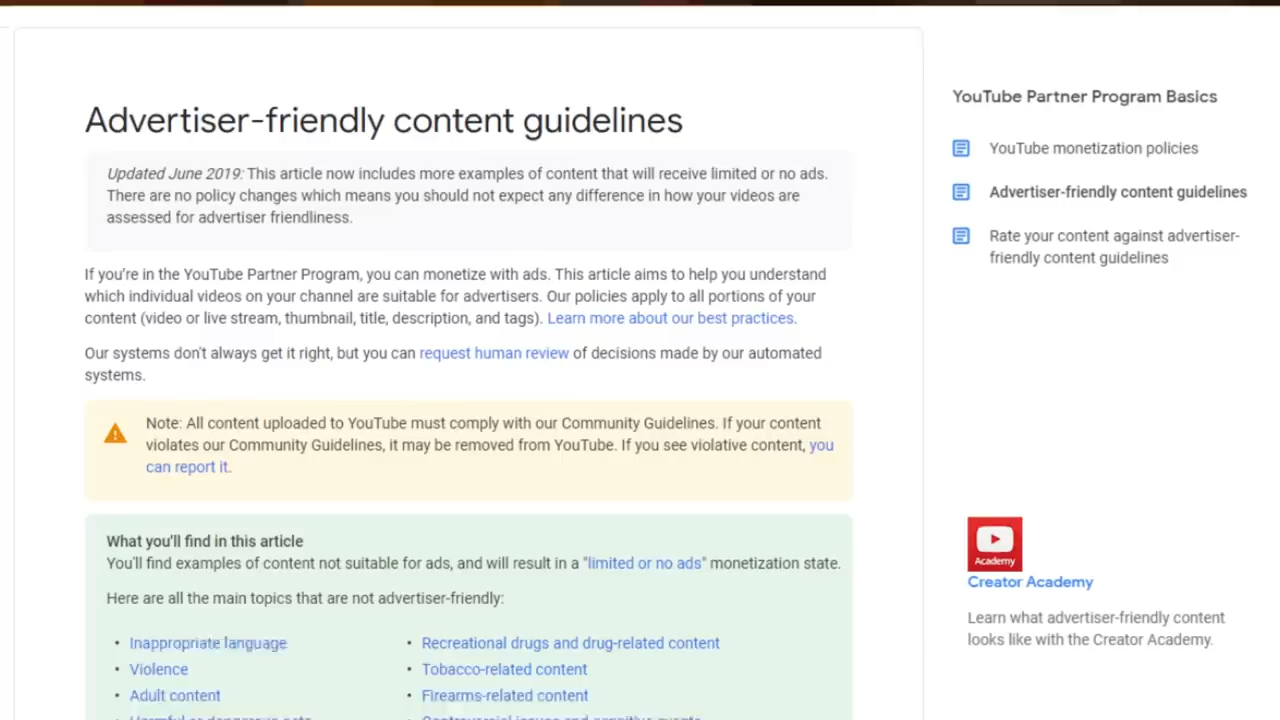 Advertiser-friendly content guidelines
Updated June 2019: This article now includes more examples of content that will receive limited or no ads.
There are no policy changes which means you should not expect any difference in how your videos are
assessed for advertiser friendliness.
If you're in the YouTube Partner Program, you can monetize with ads. This article aims to help you understand
which individual videos on your channel are suitable for advertisers. Our policies apply to all portions of your
content (video or live stream, thumbnail, title, description, and tags). Learn more about our best practices.
Our systems don't always get it right, but you can request human review of decisions made by our automated
systems.
Note: All content uploaded to YouTube must comply with our Community Guidelines. If your content
violates our Community Guidelines, it may be removed from YouTube. If you see violative content, you
can report it.
What you'll find in this article
You'll find examples of content not suitable for ads, and will result in a "limited or no ads" monetization state.
Here are all the main topics that are not advertiser-friendly:
• Inappropriate language
• Violence
• Adult content
• Harmful or dangerous acts
• Recreational drugs and drug-related content
• Tobacco-related content
• Firearms-related content
• Controversial issues and sensitive events
YouTube Partner Program Basics
YouTube monetization policies
Advertiser-friendly content guidelines
Rate your content against advertiser-
friendly content guidelines
Academy
Creator Academy
Learn what advertiser-friendly content
looks like with the Creator Academy.